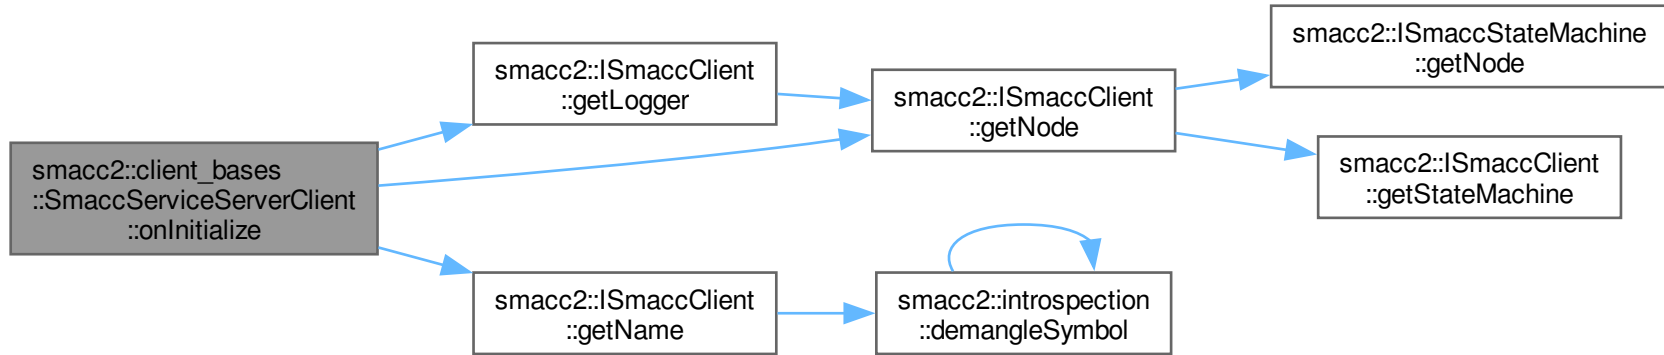 smacc2::client_bases
::SmaccServiceServerClient
::onInitialize
smacc2::ISmaccClient
::getLogger
smacc2::ISmaccClient
::getNode
smacc2::ISmaccStateMachine
::getNode
smacc2::ISmaccClient
::getStateMachine
smacc2::ISmaccClient
::getName
smacc2::introspection
::demangleSymbol